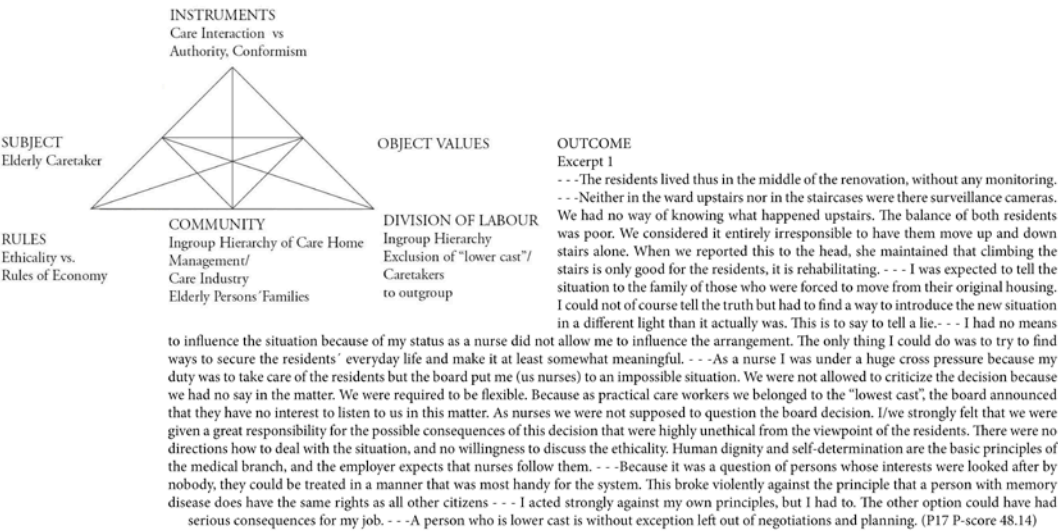 INSTRUMENTS
Care Interaction vs
Authority, Conformism
SUBJECT
Elderly Caretaker
OBJECT VALUES
RULES
Ethicality vs.
Rules of Economy
COMMUNITY
Ingroup Hierarchy of Care Home
Management/
Care Industry
Elderly Persons´Families
DIVISION OF LABOUR
Ingroup Hierarchy
Exclusion of "lower cast"/
Caretakers
to outgroup
OUTCOME
Excerpt 1
- - -The residents lived thus in the middle of the renovation, without any monitoring.
- - -Neither in the ward upstairs nor in the staircases were there surveillance cameras.
We had no way of knowing what happened upstairs. The balance of both residents
was poor. We considered it entirely irresponsible to have them move up and down
stairs alone. When we reported this to the head, she maintained that climbing the
stairs is only good for the residents, it is rehabilitating. - - - I was expected to tell the
situation to the family of those who were forced to move from their original housing.
I could not of course tell the truth but had to find a way to introduce the new situation
in a different light than it actually was. This is to say to tell a lie.- - - I had no means
to influence the situation because of my status as a nurse did not allow me to influence the arrangement. The only thing I could do was to try to find
ways to secure the residents´ everyday life and make it at least somewhat meaningful. - - -As a nurse I was under a huge cross pressure because my
duty was to take care of the residents but the board put me (us nurses) to an impossible situation. We were not allowed to criticize the decision because
we had no say in the matter. We were required to be flexible. Because as practical care workers we belonged to the "lowest cast", the board announced
that they have no interest to listen to us in this matter. As nurses we were not supposed to question the board decision. I/we strongly felt that we were
given a great responsibility for the possible consequences of this decision that were highly unethical from the viewpoint of the residents. There were no
directions how to deal with the situation, and no willingness to discuss the ethicality. Human dignity and self-determination are the basic principles of
the medical branch, and the employer expects that nurses follow them. - - -Because it was a question of persons whose interests were looked after by
nobody, they could be treated in a manner that was most handy for the system. This broke violently against the principle that a person with memory
disease does have the same rights as all other citizens - - - I acted strongly against my own principles, but I had to. The other option could have had
serious consequences for my job. - - -A person who is lower cast is without exception left out of negotiations and planning. (P17 P-score 48.14)